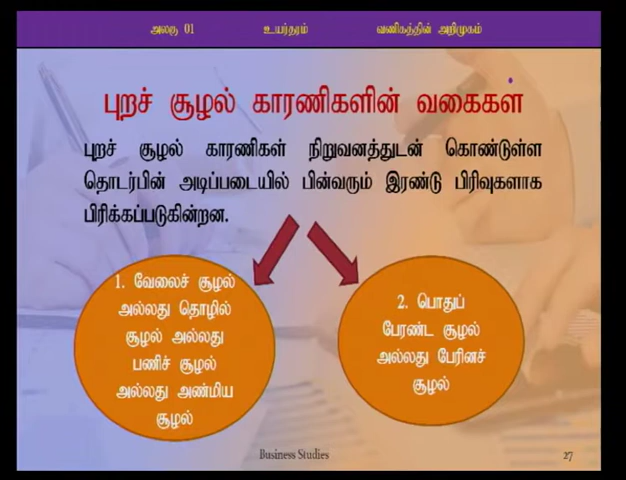 அலகு 01 உயர்தரம் வணிகத்தின் அறிமுகம்
புறச் சூழல் காரணிகளின் வகைகள்
புறச் சூழல் காரணிகள் நிறுவனத்துடன் கொண்டுள்ள
தொடர்பின் அடிப்படையில் பின்வரும் இரண்டு பிரிவுகளாக
பிரிக்கப்படுகின்றன.
1. வேலைச் சூழல்
அல்லது தொழில்
சூழல் அல்லது
பணிச் சூழல்
அல்லது அண்மிய
சூழல்
2. பொதுப்
பேரண்ட சூழல்
அல்லது பேரினச்
சூழல்
Business Studies 27